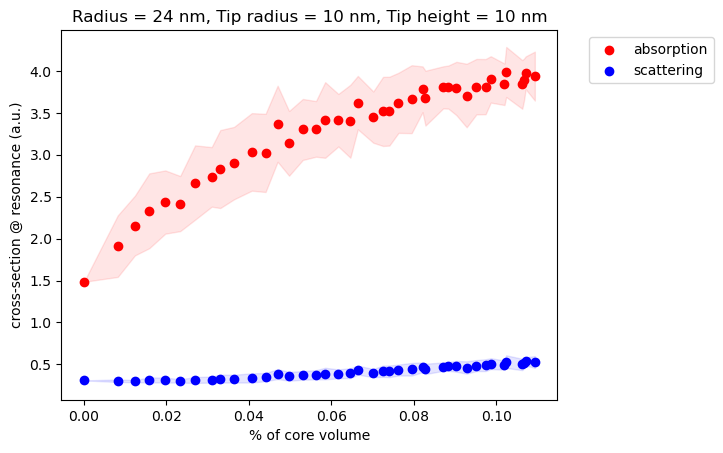 Radius = 24 nm, Tip radius = 10 nm, Tip height = 10 nm
absorption
scattering
cross-section @ resonance (a.u.)
4.0
3.5
3.0
2.5
2.0
1.5
1.0
0.5
0.00 0.02 0.04 0.06 0.08 0.10
% of core volume